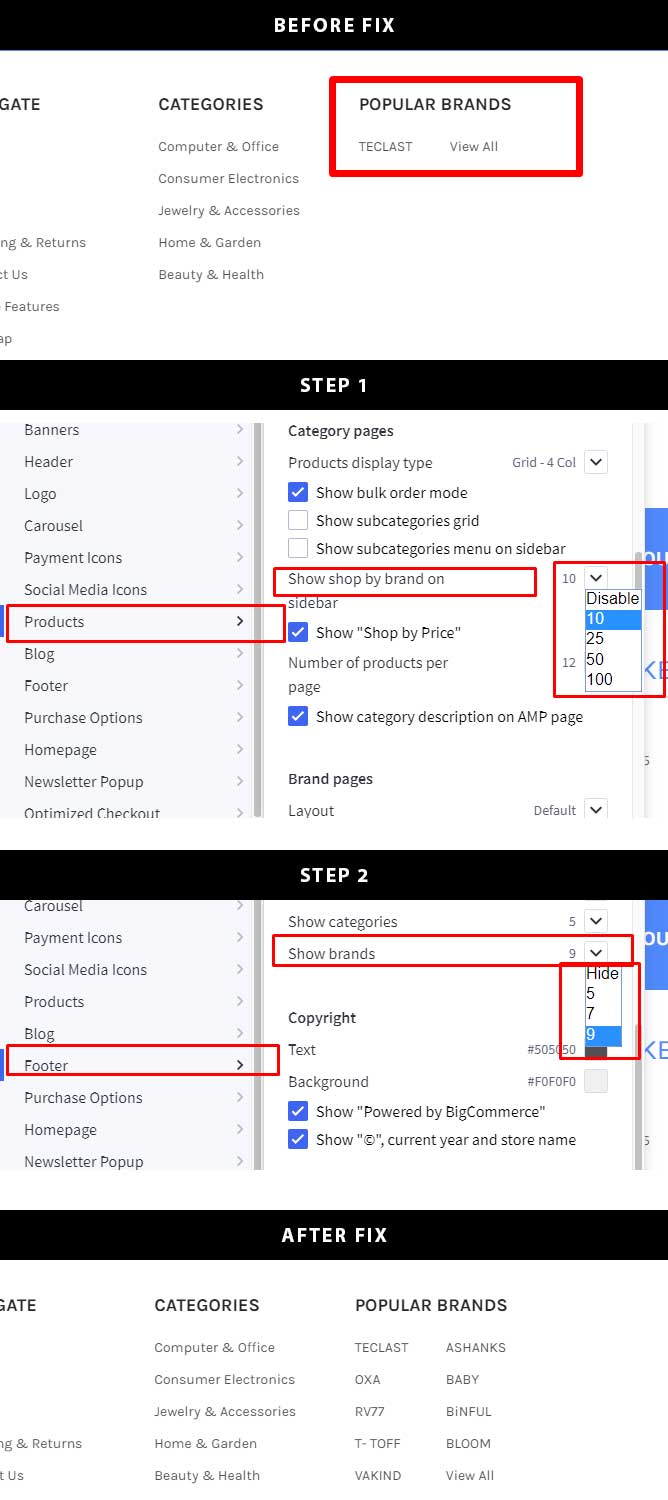 BEFORE FIX
GATE
CATEGORIES
POPULAR BRANDS
Computer & Office
TECLAST
View All
Consumer Electronics
Jewelry & Accessories
ng & Returns
Home & Garden
ct Us
Beauty & Health
Features
ap
STEP 1
Banners
Category pages
Header
Products display type
Grid - 4 Col
Logo
Show bulk order mode
Carousel
Show subcategories grid
Payment Icons
Show subcategories menu on sidebar
OU
Social Media Icons
Show shop by brand on
sidebar
10
Disable
10
25
50
100
Products
Show "Shop by Price"
Blog
Number of products per
page
12
KE
Footer
Purchase Options
Show category description on AMP page
Homepage
5
Newsletter Popup
Brand pages
Optimized Checkout
Layout
Default
STEP 2
Carousel
Show categories
5
Payment Icons
OU
Social Media Icons
Show brands
9
Hide
5
7
9
Products
Blog
Copyright
Footer
Text
#505050
KE
Purchase Options
Background
#F0F0F0
Homepage
Show "Powered by BigCommerce"
Newsletter Popup
Show "©", current year and store name
5
AFTER FIX
GATE
CATEGORIES
POPULAR BRANDS
Computer & Office
TECLAST
ASHANKS
Consumer Electronics
OXA
BABY
Jewelry & Accessories
RV77
BiNFUL
ng & Returns
Home & Garden
T- TOFF
BLOOM
t Us
Beauty & Health
VAKIND
View All